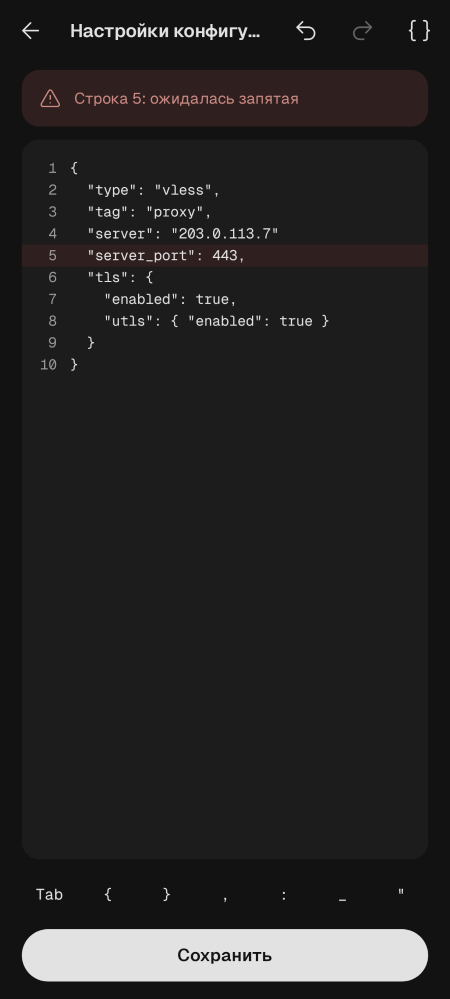 Настройки конфигу...
{ }
Строка 5: ожидалась запятая
1 {
2   "type": "vless",
3   "tag": "proxy",
4   "server": "203.0.113.7"
5   "server_port": 443,
6   "tls": {
7     "enabled": true,
8     "utls": { "enabled": true }
9   }
10 }
Tab { } , : _ "
Сохранить